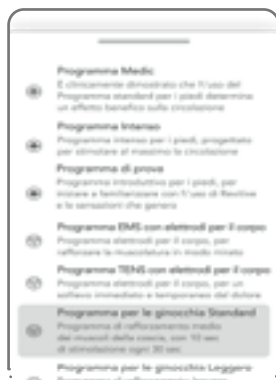 Programma Medic
È clinicamente dimostrato che l'uso del
Programma standard per i piedi determina
un effetto benefico sulla circolazione
Programma Intenso
Programma intenso per i piedi, progettato
per stimolare al massimo la circolazione
Programma di prova
Programma introduttivo per i piedi, per
iniziare a familiarizzare con l'uso di Revitive
e le sensazioni che genera
Programma EMS con elettrodi per il corpo
Programma elettrodi per il corpo, per
rafforzare la muscolatura in modo mirato
Programma TENS con elettrodi per il corpo
Programma elettrodi per il corpo, per un
sollievo immediato e temporaneo del dolore
Programma per le ginocchia Standard
Programma di rafforzamento medio
dei muscoli della coscia, con 10 sec
di stimolazione ogni 30 sec
Programma per le ginocchia Leggero